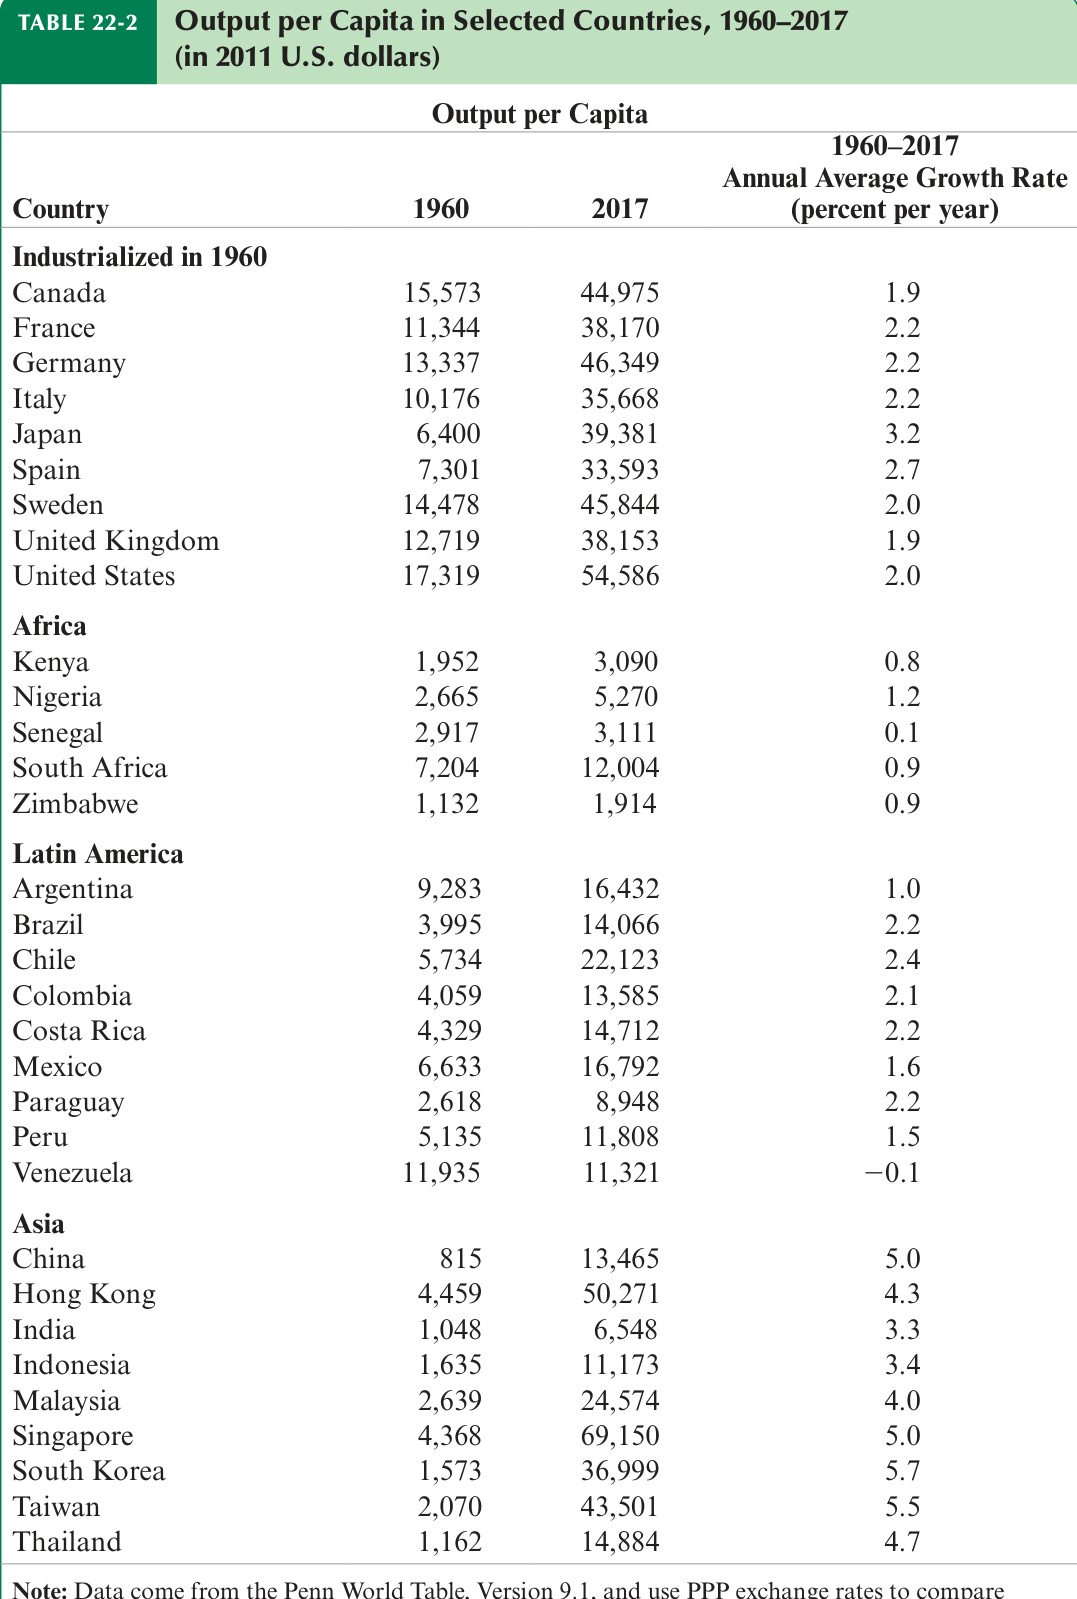 TABLE 22-2
Output per Capita in Selected Countries, 1960–2017
(in 2011 U.S. dollars)
Output per Capita
1960–2017
Annual Average Growth Rate
Country 1960 2017 (percent per year)
Industrialized in 1960
Canada 15,573 44,975 1.9
France 11,344 38,170 2.2
Germany 13,337 46,349 2.2
Italy 10,176 35,668 2.2
Japan 6,400 39,381 3.2
Spain 7,301 33,593 2.7
Sweden 14,478 45,844 2.0
United Kingdom 12,719 38,153 1.9
United States 17,319 54,586 2.0
Africa
Kenya 1,952 3,090 0.8
Nigeria 2,665 5,270 1.2
Senegal 2,917 3,111 0.1
South Africa 7,204 12,004 0.9
Zimbabwe 1,132 1,914 0.9
Latin America
Argentina 9,283 16,432 1.0
Brazil 3,995 14,066 2.2
Chile 5,734 22,123 2.4
Colombia 4,059 13,585 2.1
Costa Rica 4,329 14,712 2.2
Mexico 6,633 16,792 1.6
Paraguay 2,618 8,948 2.2
Peru 5,135 11,808 1.5
Venezuela 11,935 11,321 −0.1
Asia
China 815 13,465 5.0
Hong Kong 4,459 50,271 4.3
India 1,048 6,548 3.3
Indonesia 1,635 11,173 3.4
Malaysia 2,639 24,574 4.0
Singapore 4,368 69,150 5.0
South Korea 1,573 36,999 5.7
Taiwan 2,070 43,501 5.5
Thailand 1,162 14,884 4.7
Note: Data come from the Penn World Table, Version 9.1, and use PPP exchange rates to compare